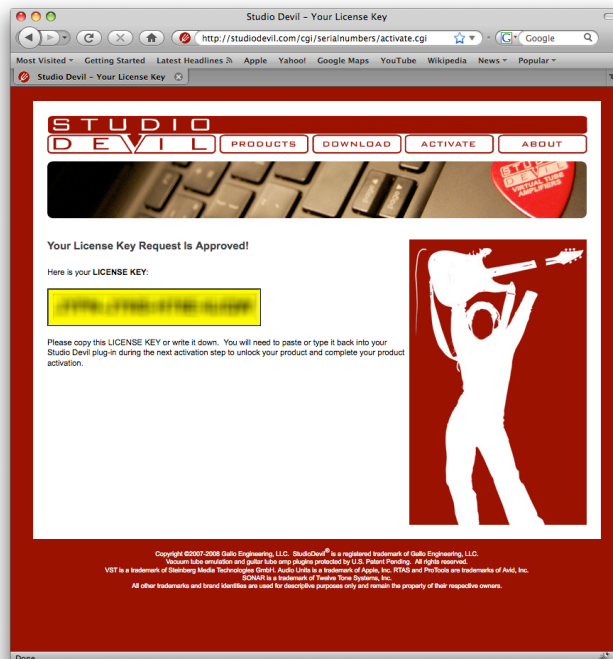 Studio Devil – Your License Key
http://studiodevil.com/cgi/serialnumbers/activate.cgi
Google
Most Visited
Getting Started
Latest Headlines
Apple
Yahoo!
Google Maps
YouTube
Wikipedia
News
Popular
Studio Devil – Your License Key
STUDIO
DEVIL
PRODUCTS
DOWNLOAD
ACTIVATE
ABOUT
STUDIO
DEVIL
VIRTUAL TUBE
AMPLIFIERS
Your License Key Request Is Approved!
Here is your LICENSE KEY:
Please copy this LICENSE KEY or write it down. You will need to paste or type it back into your
Studio Devil plug-in during the next activation step to unlock your product and complete your product
activation.
Copyright ©2007-2008 Gallo Engineering, LLC. StudioDevil® is a registered trademark of Gallo Engineering, LLC.
Vacuum tube emulation and guitar tube amp plugins protected by U.S. Patent Pending. All rights reserved.
VST is a trademark of Steinberg Media Technologies GmbH. Audio Units is a trademark of Apple, Inc. RTAS and ProTools are trademarks of Avid, Inc.
SONAR is a trademark of Twelve Tone Systems, Inc.
All other trademarks and brand identities are used for descriptive purposes only and remain the property of their respective owners.
Done